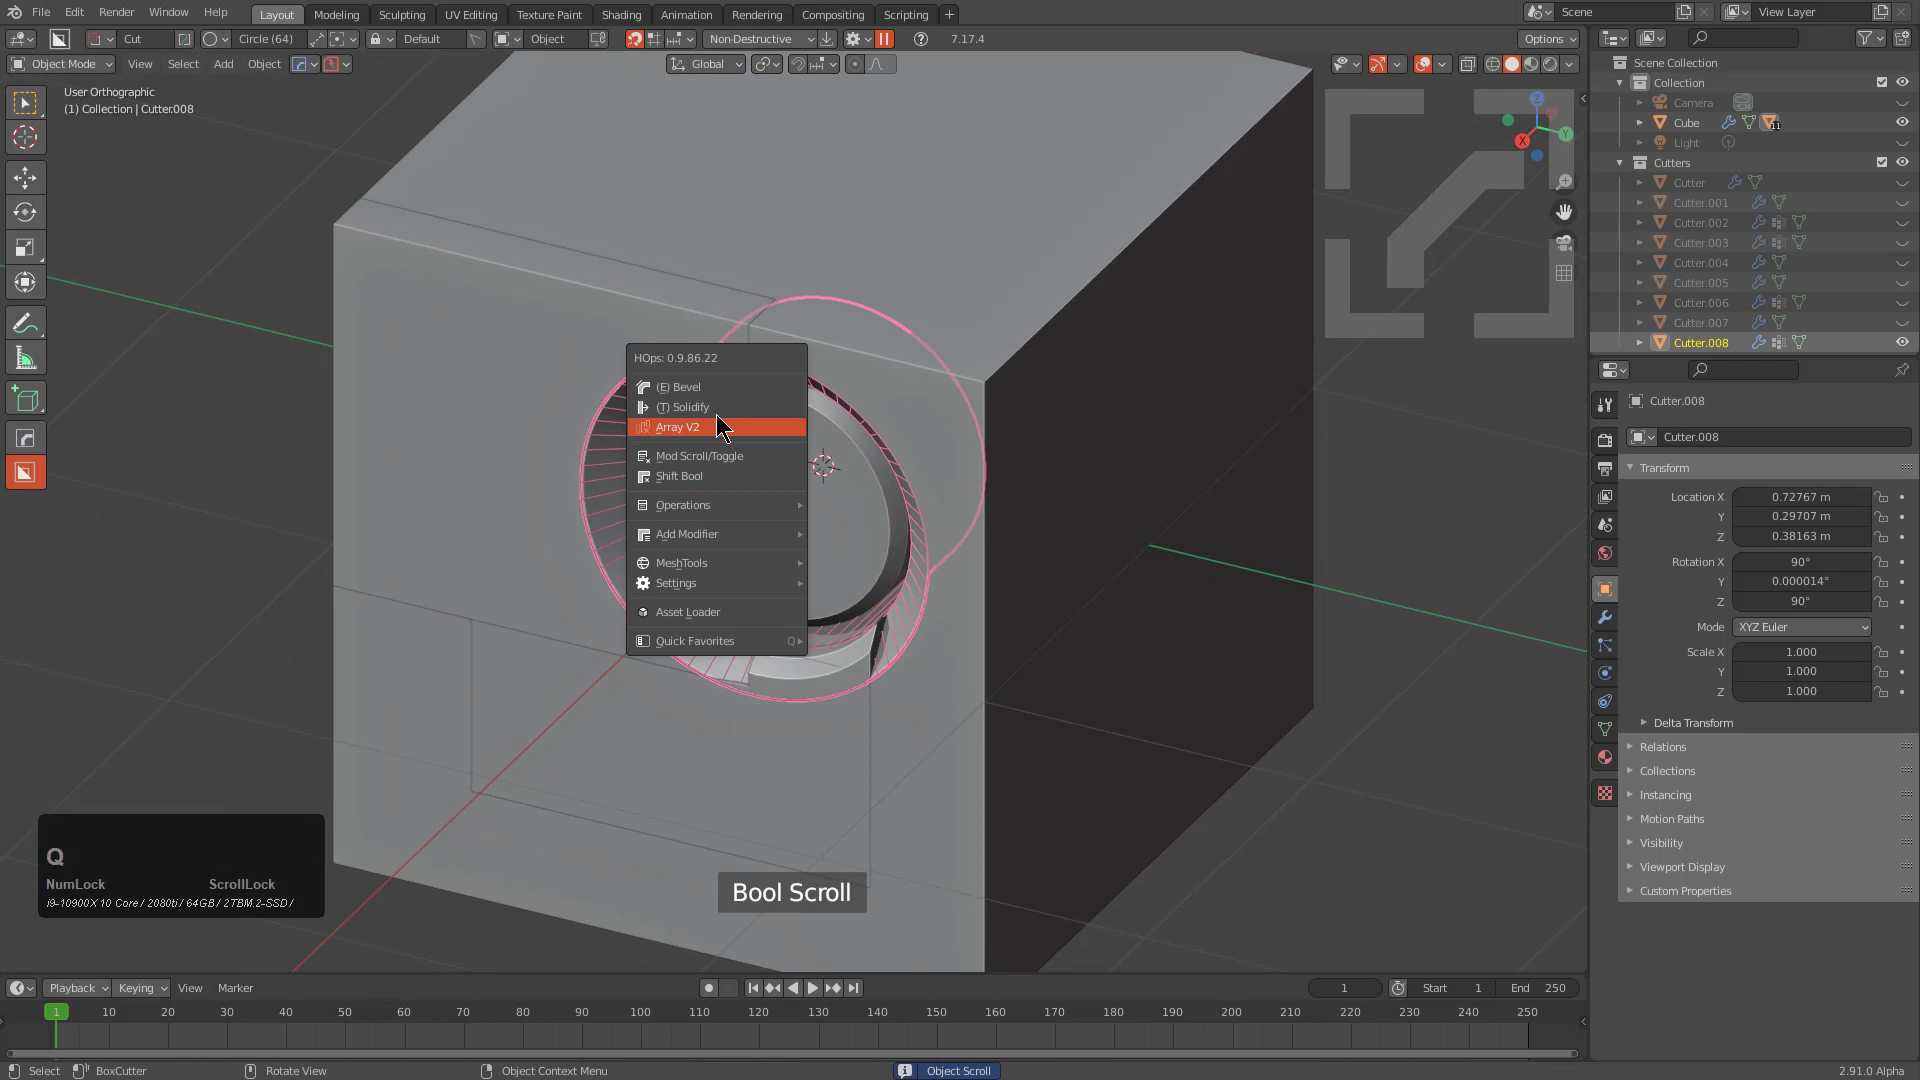 File Edit Render Window Help Layout Modeling Sculpting UV Editing Texture Paint Shading Animation Rendering Compositing Scripting + Scene View Layer
Cut Circle (64) Default Object Non-Destructive 7.17.4 Options
Object Mode View Select Add Object Global
User Orthographic
(1) Collection | Cutter.008
Z
Y
X
Scene Collection
Collection
Camera
Cube 11
Light
Cutters
Cutter
Cutter.001
Cutter.002
Cutter.003
Cutter.004
Cutter.005
Cutter.006
Cutter.007
Cutter.008
HOps: 0.9.86.22
(E) Bevel
(T) Solidify
Array V2
Mod Scroll/Toggle
Shift Bool
Operations
Add Modifier
MeshTools
Settings
Asset Loader
Quick Favorites Q
Cutter.008
Cutter.008
Transform
Location X 0.72767 m
Y 0.29707 m
Z 0.38163 m
Rotation X 90°
Y 0.000014°
Z 90°
Mode XYZ Euler
Scale X 1.000
Y 1.000
Z 1.000
Delta Transform
Relations
Collections
Instancing
Motion Paths
Visibility
Viewport Display
Custom Properties
Q
NumLock ScrollLock
i9-10900X 10 Core / 2080ti / 64GB / 2TBM.2-SSD /
Bool Scroll
Playback Keying View Marker 1 Start 1 End 250
1 10 20 30 40 50 60 70 80 90 100 110 120 130 140 150 160 170 180 190 200 210 220 230 240 250
Select BoxCutter Rotate View Object Context Menu Object Scroll 2.91.0 Alpha